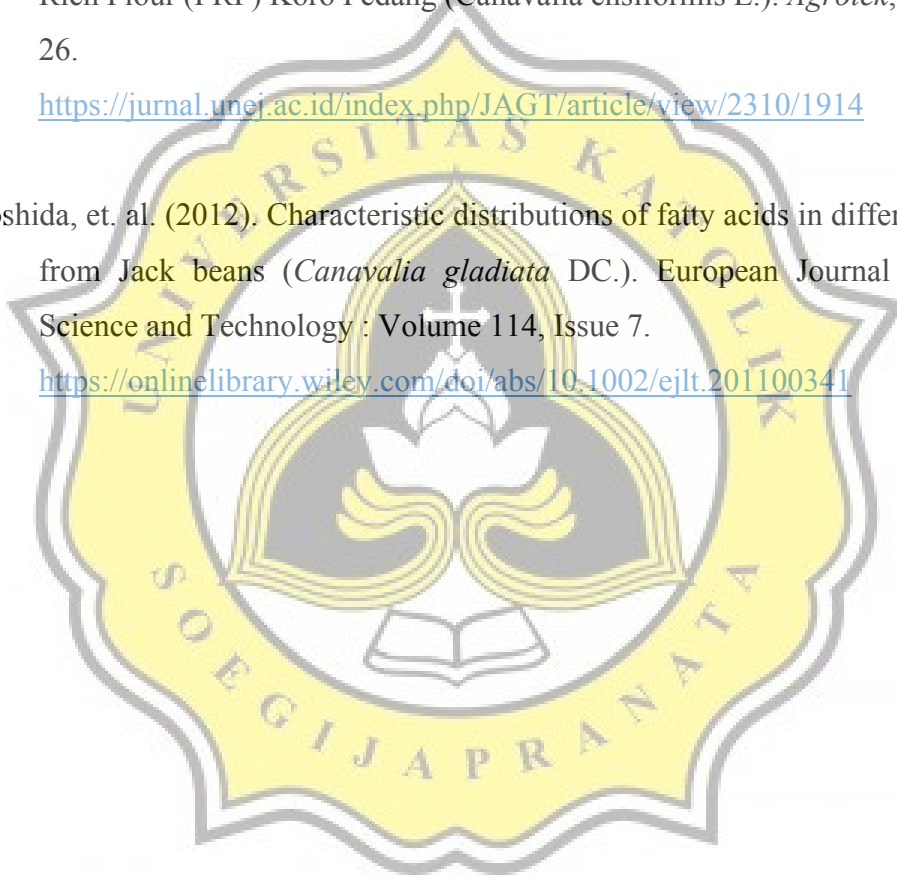 Rich Flour (PRF) Koro Pedang (Canavalia ensiformis L.). Agrotek,
26.
https://jurnal.unej.ac.id/index.php/JAGT/article/view/2310/1914
oshida, et. al. (2012). Characteristic distributions of fatty acids in differ
from Jack beans (Canavalia gladiata DC.). European Journal
Science and Technology : Volume 114, Issue 7.
https://onlinelibrary.wiley.com/doi/abs/10.1002/ejlt.201100341
UNIVERSITAS KATOLIK
SOEGIJAPRANATA